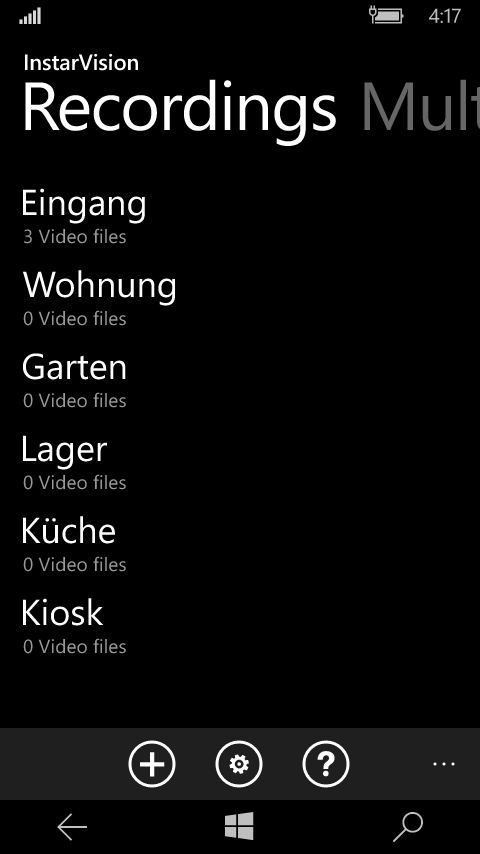 4:17
InstarVision
Recordings Mult
Eingang
3 Video files
Wohnung
0 Video files
Garten
0 Video files
Lager
0 Video files
Küche
0 Video files
Kiosk
0 Video files
?
...